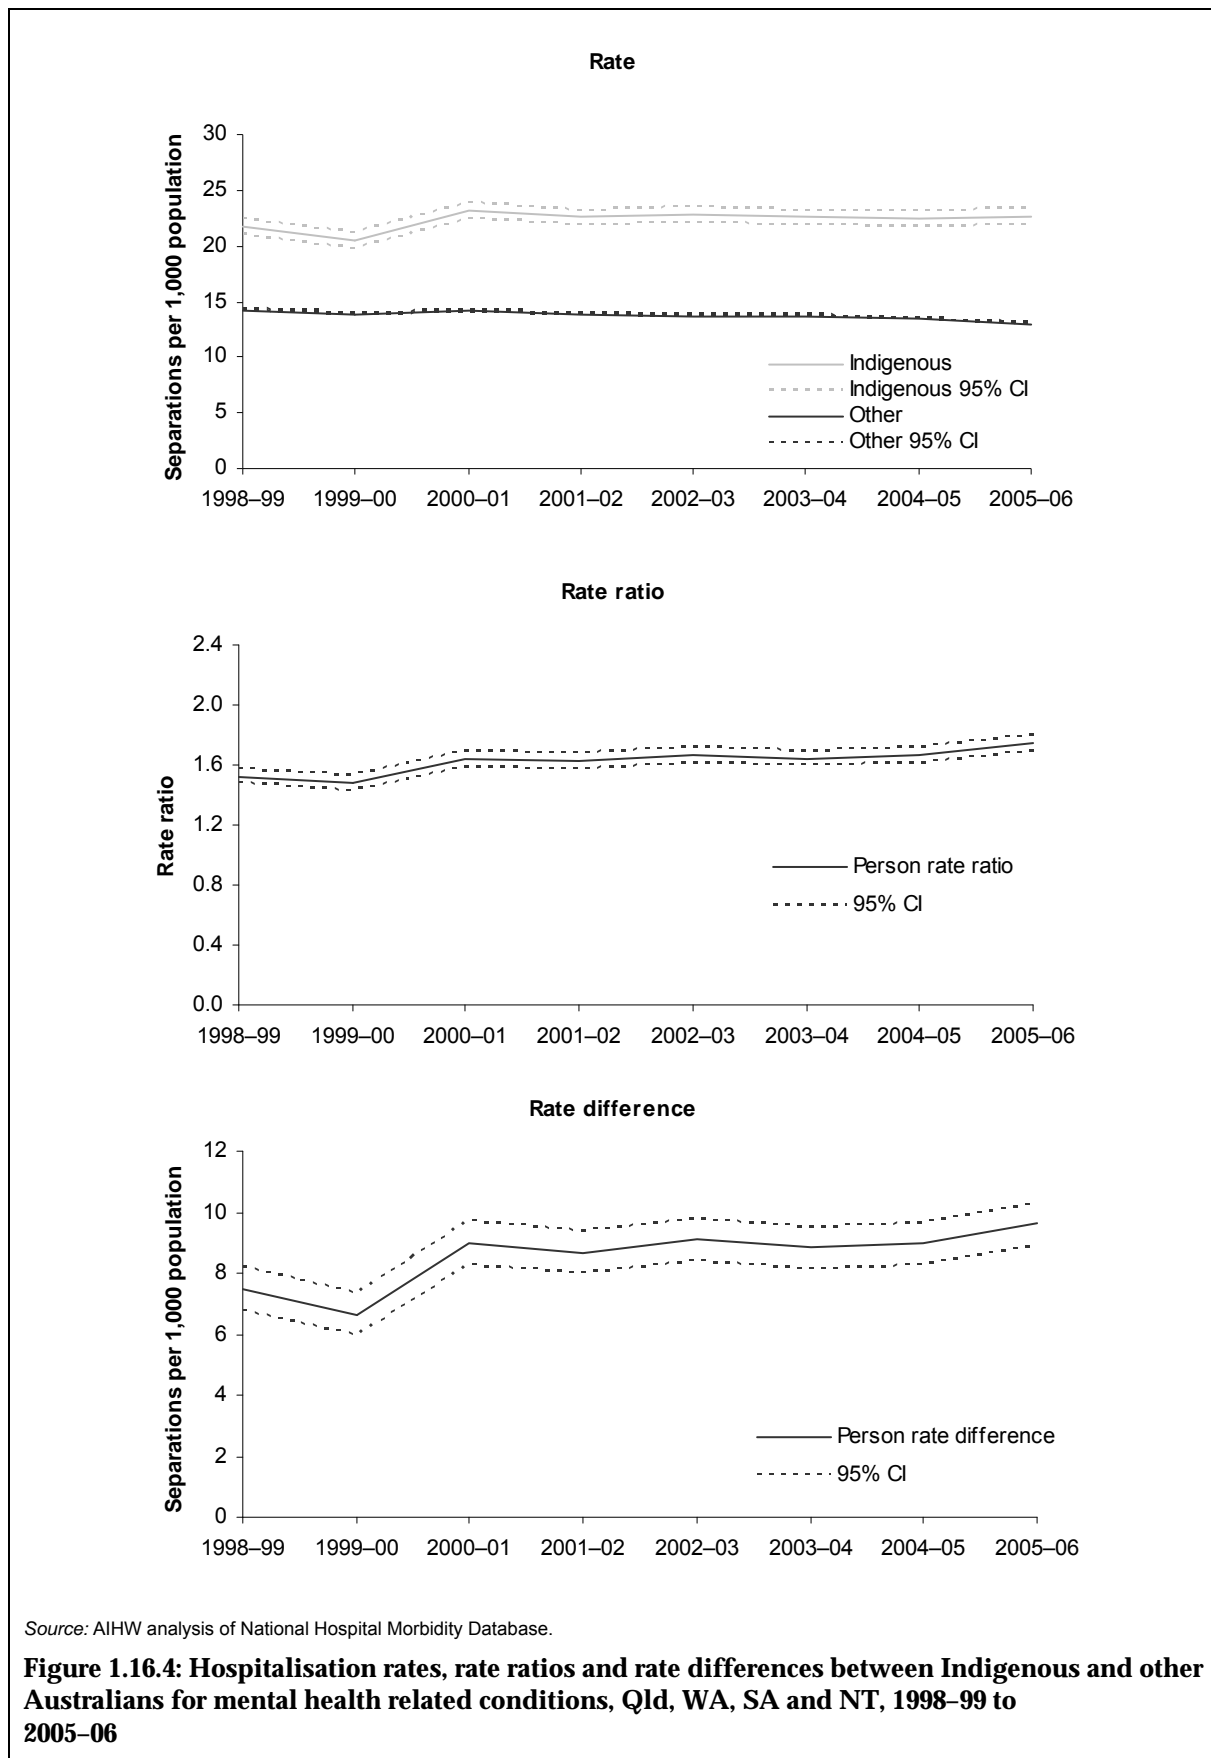 Rate
Separations per 1,000 population
30
25
20
15
10
5
0
Indigenous
Indigenous 95% CI
Other
Other 95% CI
1998–99 1999–00 2000–01 2001–02 2002–03 2003–04 2004–05 2005–06
Rate ratio
Rate ratio
2.4
2.0
1.6
1.2
0.8
0.4
0.0
Person rate ratio
95% CI
1998–99 1999–00 2000–01 2001–02 2002–03 2003–04 2004–05 2005–06
Rate difference
Separations per 1,000 population
12
10
8
6
4
2
0
Person rate difference
95% CI
1998–99 1999–00 2000–01 2001–02 2002–03 2003–04 2004–05 2005–06
Source: AIHW analysis of National Hospital Morbidity Database.
Figure 1.16.4: Hospitalisation rates, rate ratios and rate differences between Indigenous and other
Australians for mental health related conditions, Qld, WA, SA and NT, 1998–99 to
2005–06